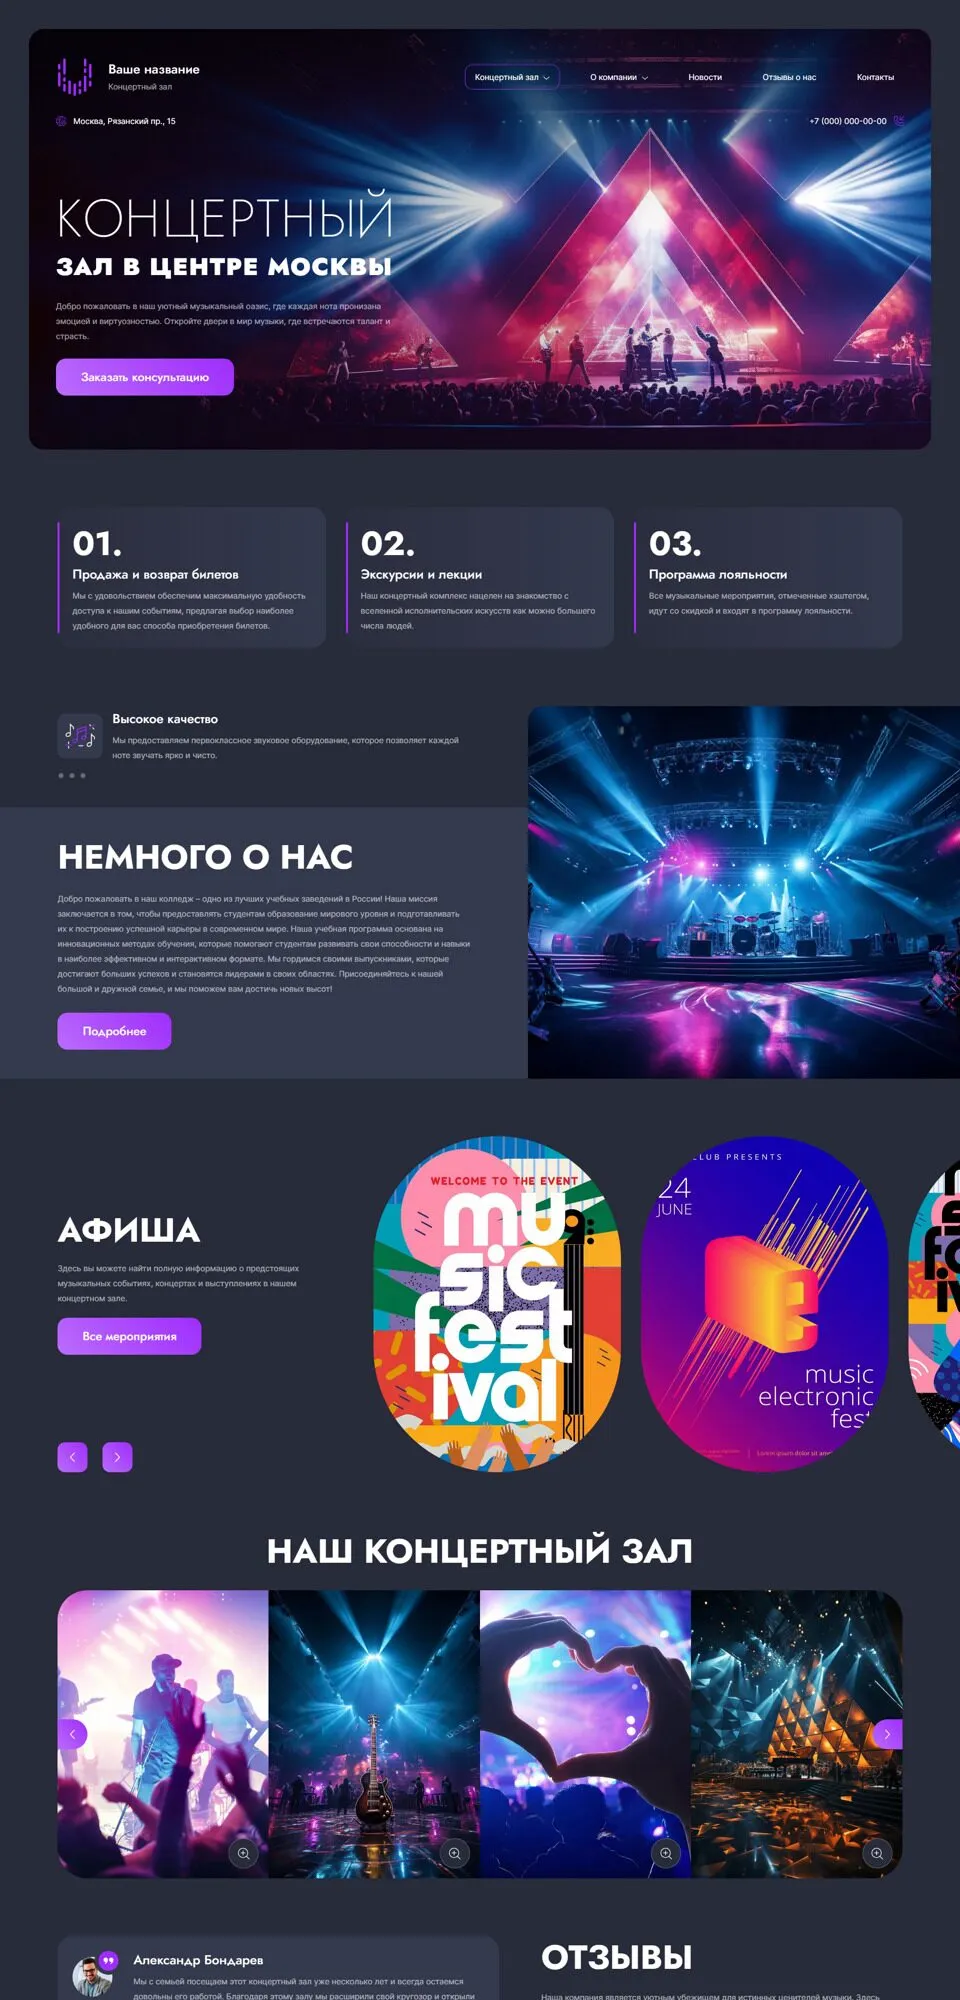 Ваше название
Концертный зал
Концертный зал
О компании
Новости
Отзывы о нас
Контакты
Москва, Рязанский пр., 15
+7 (000) 000-00-00
КОНЦЕРТНЫЙ
ЗАЛ В ЦЕНТРЕ МОСКВЫ
Добро пожаловать в наш уютный музыкальный оазис, где каждая нота пронизана
эмоцией и виртуозностью. Откройте двери в мир музыки, где встречаются талант и
страсть.
Заказать консультацию
01.
Продажа и возврат билетов
Мы с удовольствием обеспечим максимальную удобность
доступа к нашим событиям, предлагая выбор наиболее
удобного для вас способа приобретения билетов.
02.
Экскурсии и лекции
Наш концертный комплекс нацелен на знакомство с
вселенной исполнительских искусств как можно большего
числа людей.
03.
Программа лояльности
Все музыкальные мероприятия, отмеченные хэштегом,
идут со скидкой и входят в программу лояльности.
Высокое качество
Мы предоставляем первоклассное звуковое оборудование, которое позволяет каждой
ноте звучать ярко и чисто.
НЕМНОГО О НАС
Добро пожаловать в наш колледж – одно из лучших учебных заведений в России! Наша миссия
заключается в том, чтобы предоставлять студентам образование мирового уровня и подготавливать
их к построению успешной карьеры в современном мире. Наша учебная программа основана на
инновационных методах обучения, которые помогают студентам развивать свои способности и навыки
в наиболее эффективном и интерактивном формате. Мы гордимся своими выпускниками, которые
достигают больших успехов и становятся лидерами в своих областях. Присоединяйтесь к нашей
большой и дружной семье, и мы поможем вам достичь новых высот!
Подробнее
АФИША
Здесь вы можете найти полную информацию о предстоящих
музыкальных событиях, концертах и выступлениях в нашем
концертном зале.
Все мероприятия
WELCOME TO THE EVENT
mu
sic
fest
ival
CLUB PRESENTS
24
JUNE
music
electronic
fest
Lorem ipsum dolor sit am
НАШ КОНЦЕРТНЫЙ ЗАЛ
Александр Бондарев
Мы с семьей посещаем этот концертный зал уже несколько лет и всегда остаемся
довольны его работой. Благодаря этому залу мы расширили свой кругозор и открыли
ОТЗЫВЫ
Наша компания является уютным убежищем для истинных ценителей музыки. Здесь